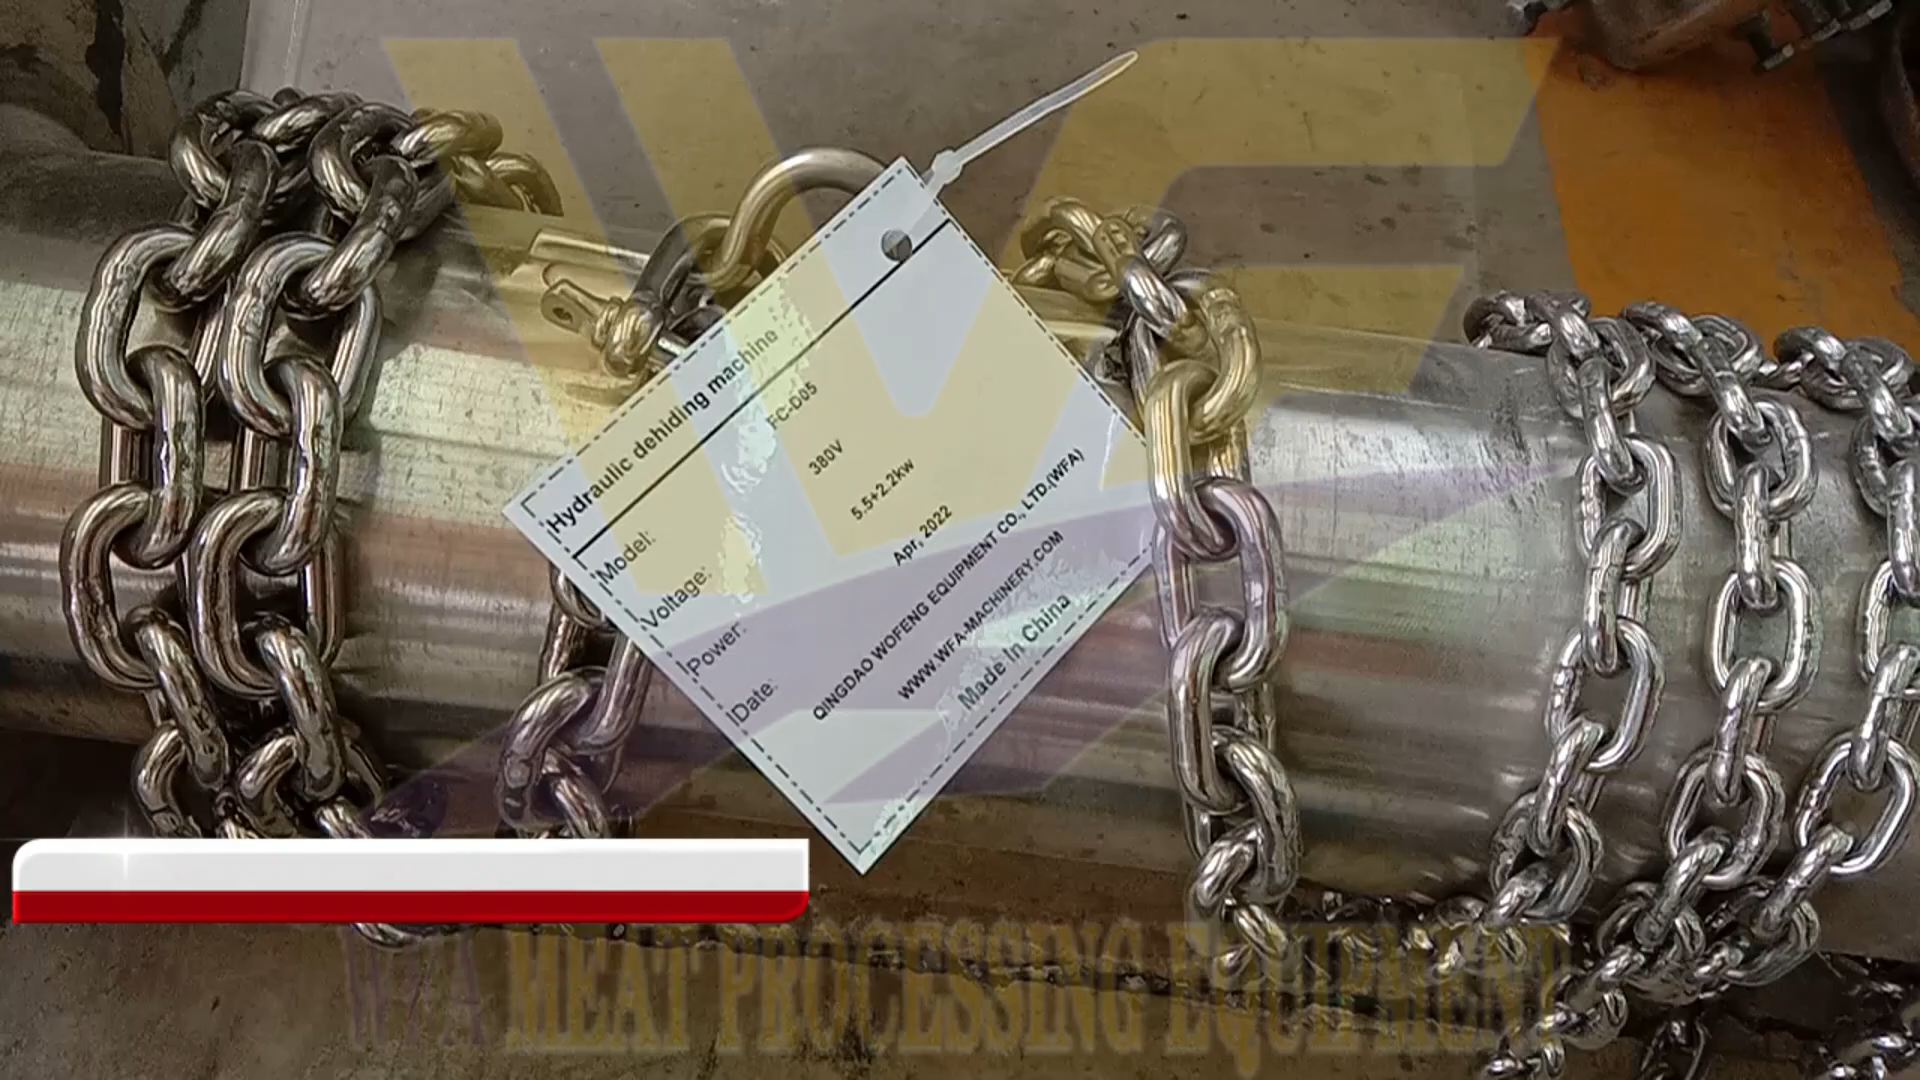 Hydraulic dehiding machine
Model: FC-D05
Voltage: 380V
Power: 5.5+2.2kw
Date: Apr, 2022
QINGDAO WOFENG EQUIPMENT CO., LTD.(WFA)
WWW.WFA-MACHINERY.COM
Made In China
WFA HEAT PROCESSING EQUIPMENT